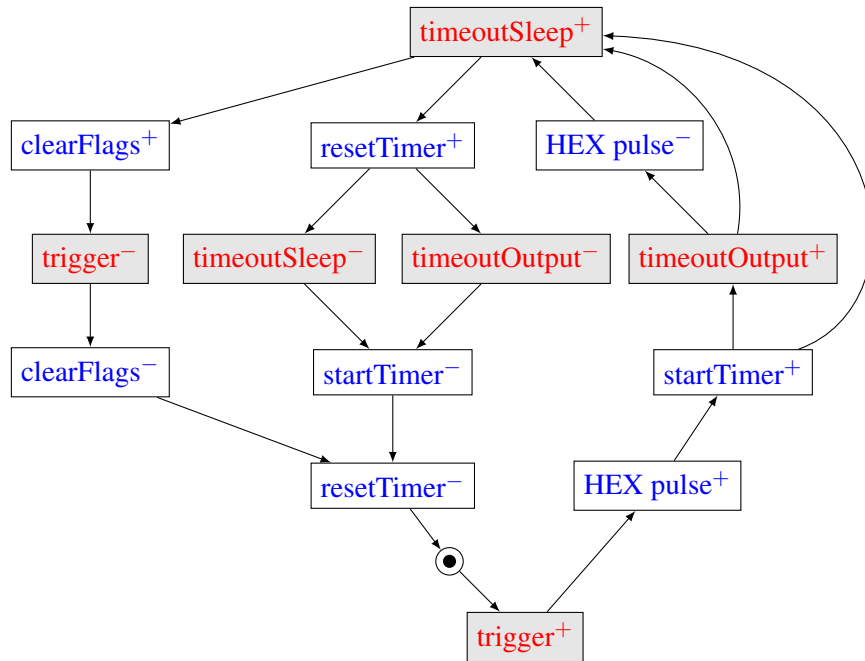 timeoutSleep⁺
clearFlags⁺
resetTimer⁺
HEX pulse⁻
trigger⁻
timeoutSleep⁻
timeoutOutput⁻
timeoutOutput⁺
clearFlags⁻
startTimer⁻
startTimer⁺
resetTimer⁻
HEX pulse⁺
trigger⁺